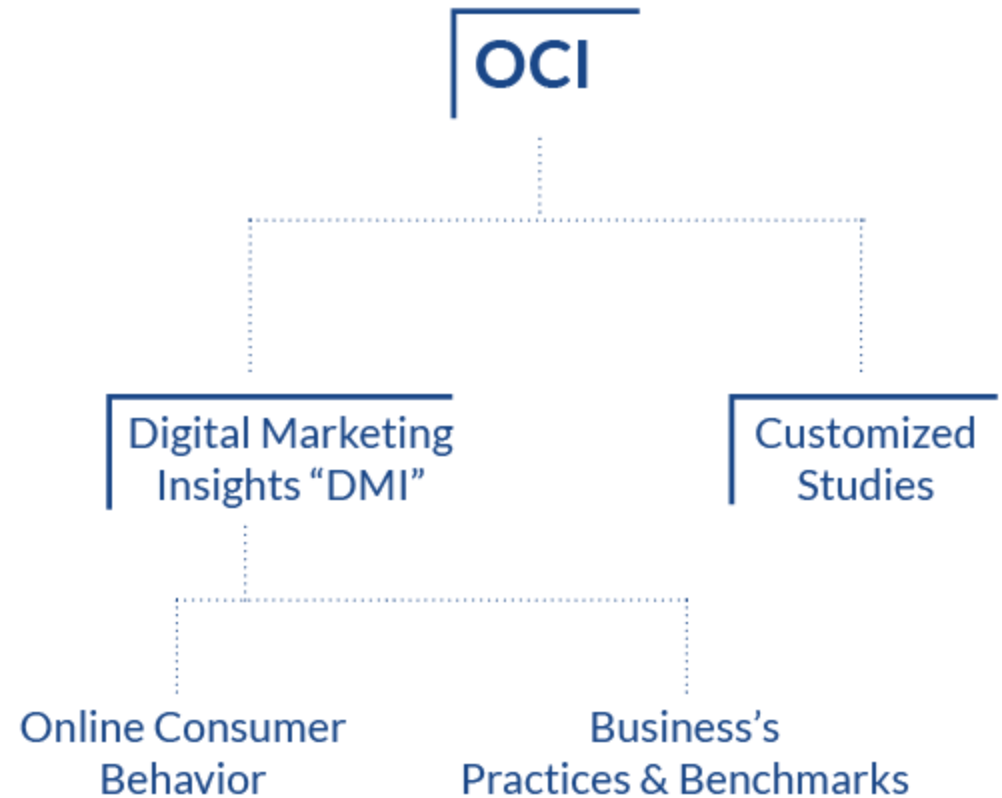 OCI
Digital Marketing
Insights “DMI”
Customized
Studies
Online Consumer
Behavior
Business’s
Practices & Benchmarks